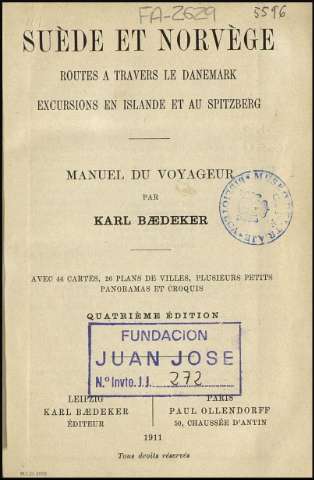 FA-2629
5596
SUÈDE ET NORVÈGE
ROUTES A TRAVERS LE DANEMARK
EXCURSIONS EN ISLANDE ET AU SPITZBERG
MANUEL DU VOYAGEUR
PAR
KARL BÆDEKER
AVEC 46 CARTES, 26 PLANS DE VILLES, PLUSIEURS PETITS
PANORAMAS ET CROQUIS
QUATRIÈME ÉDITION
FUNDACION
JUAN JOSE
N.º Invto. J.J. 272
LEIPZIG
KARL BÆDEKER
ÉDITEUR
PARIS
PAUL OLLENDORFF
50, CHAUSSÉE D'ANTIN
1911
Tous droits réservés